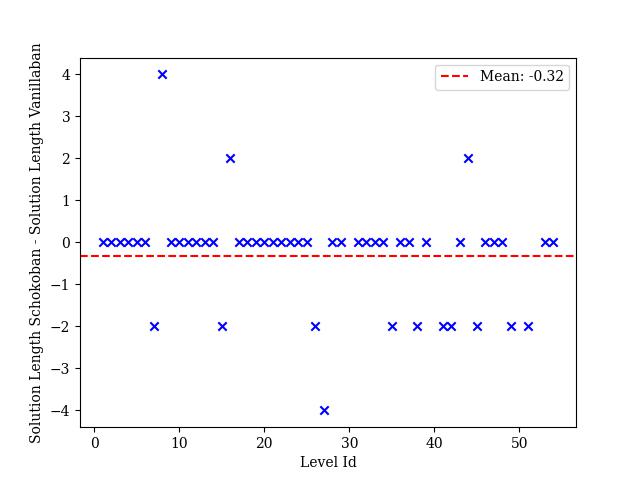 Solution Length Schokoban - Solution Length Vanillaban
4
3
2
1
0
−1
−2
−3
−4
Mean: -0.32
0 10 20 30 40 50
Level Id